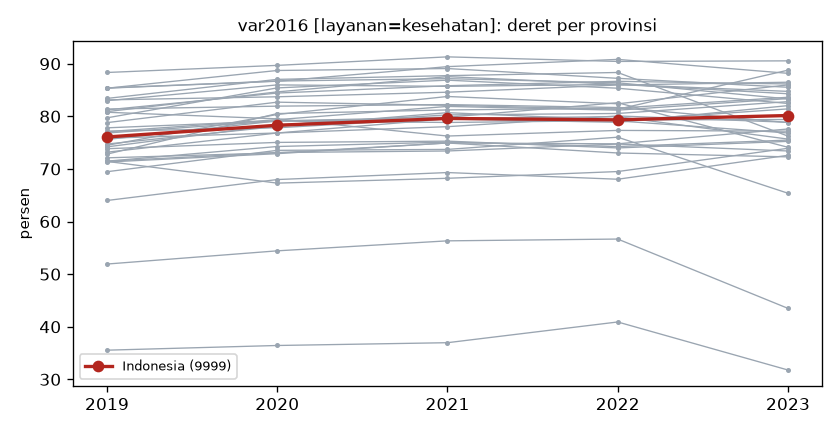 var2016 [layanan=kesehatan]: deret per provinsi
persen
90
80
70
60
50
40
30
Indonesia (9999)
2019 2020 2021 2022 2023